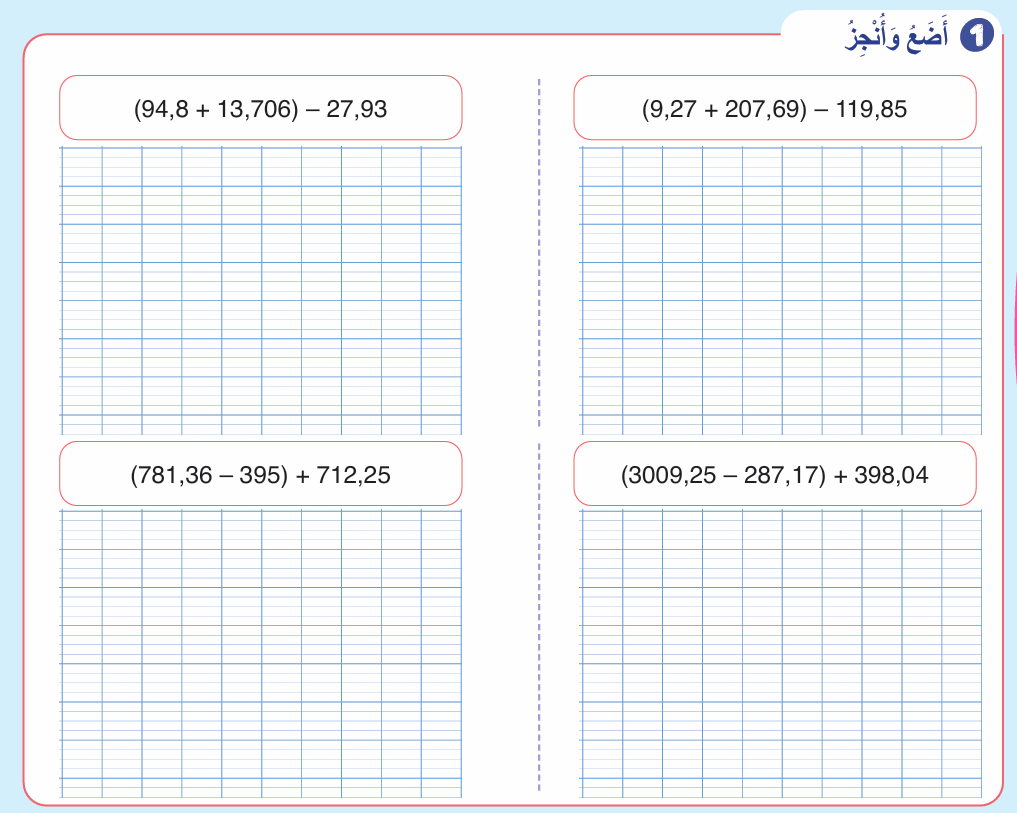 1 أَضَعُ وَأُنْجِزُ
(9,27 + 207,69) – 119,85
(94,8 + 13,706) – 27,93
(3009,25 – 287,17) + 398,04
(781,36 – 395) + 712,25